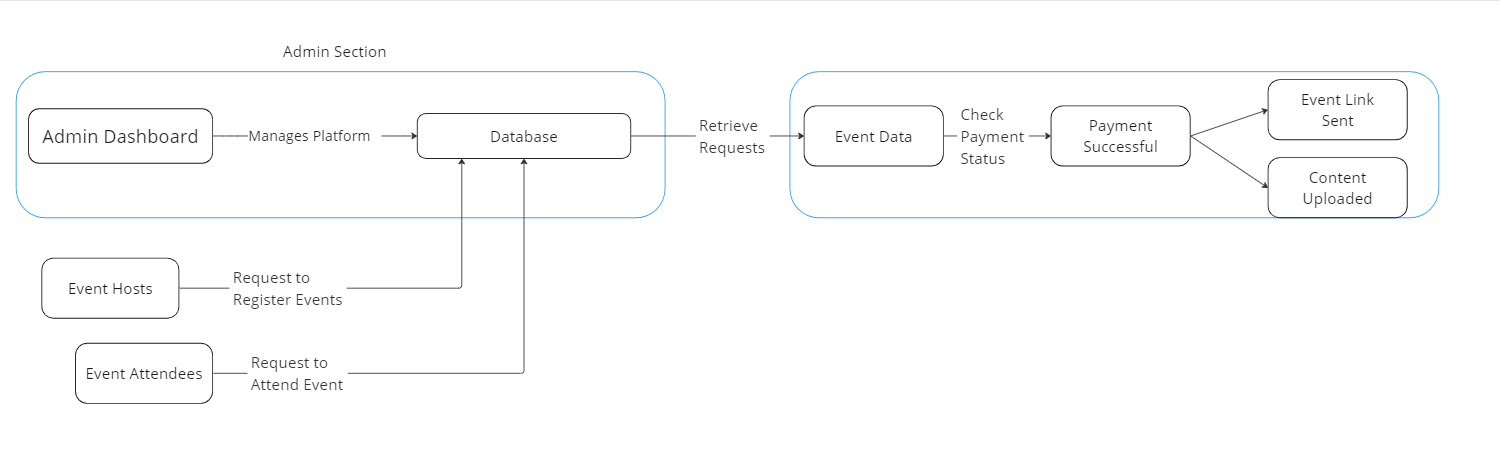 Admin Section
Admin Dashboard
Manages Platform
Database
Retrieve
Requests
Event Data
Check
Payment
Status
Payment
Successful
Event Link
Sent
Content
Uploaded
Event Hosts
Request to
Register Events
Event Attendees
Request to
Attend Event